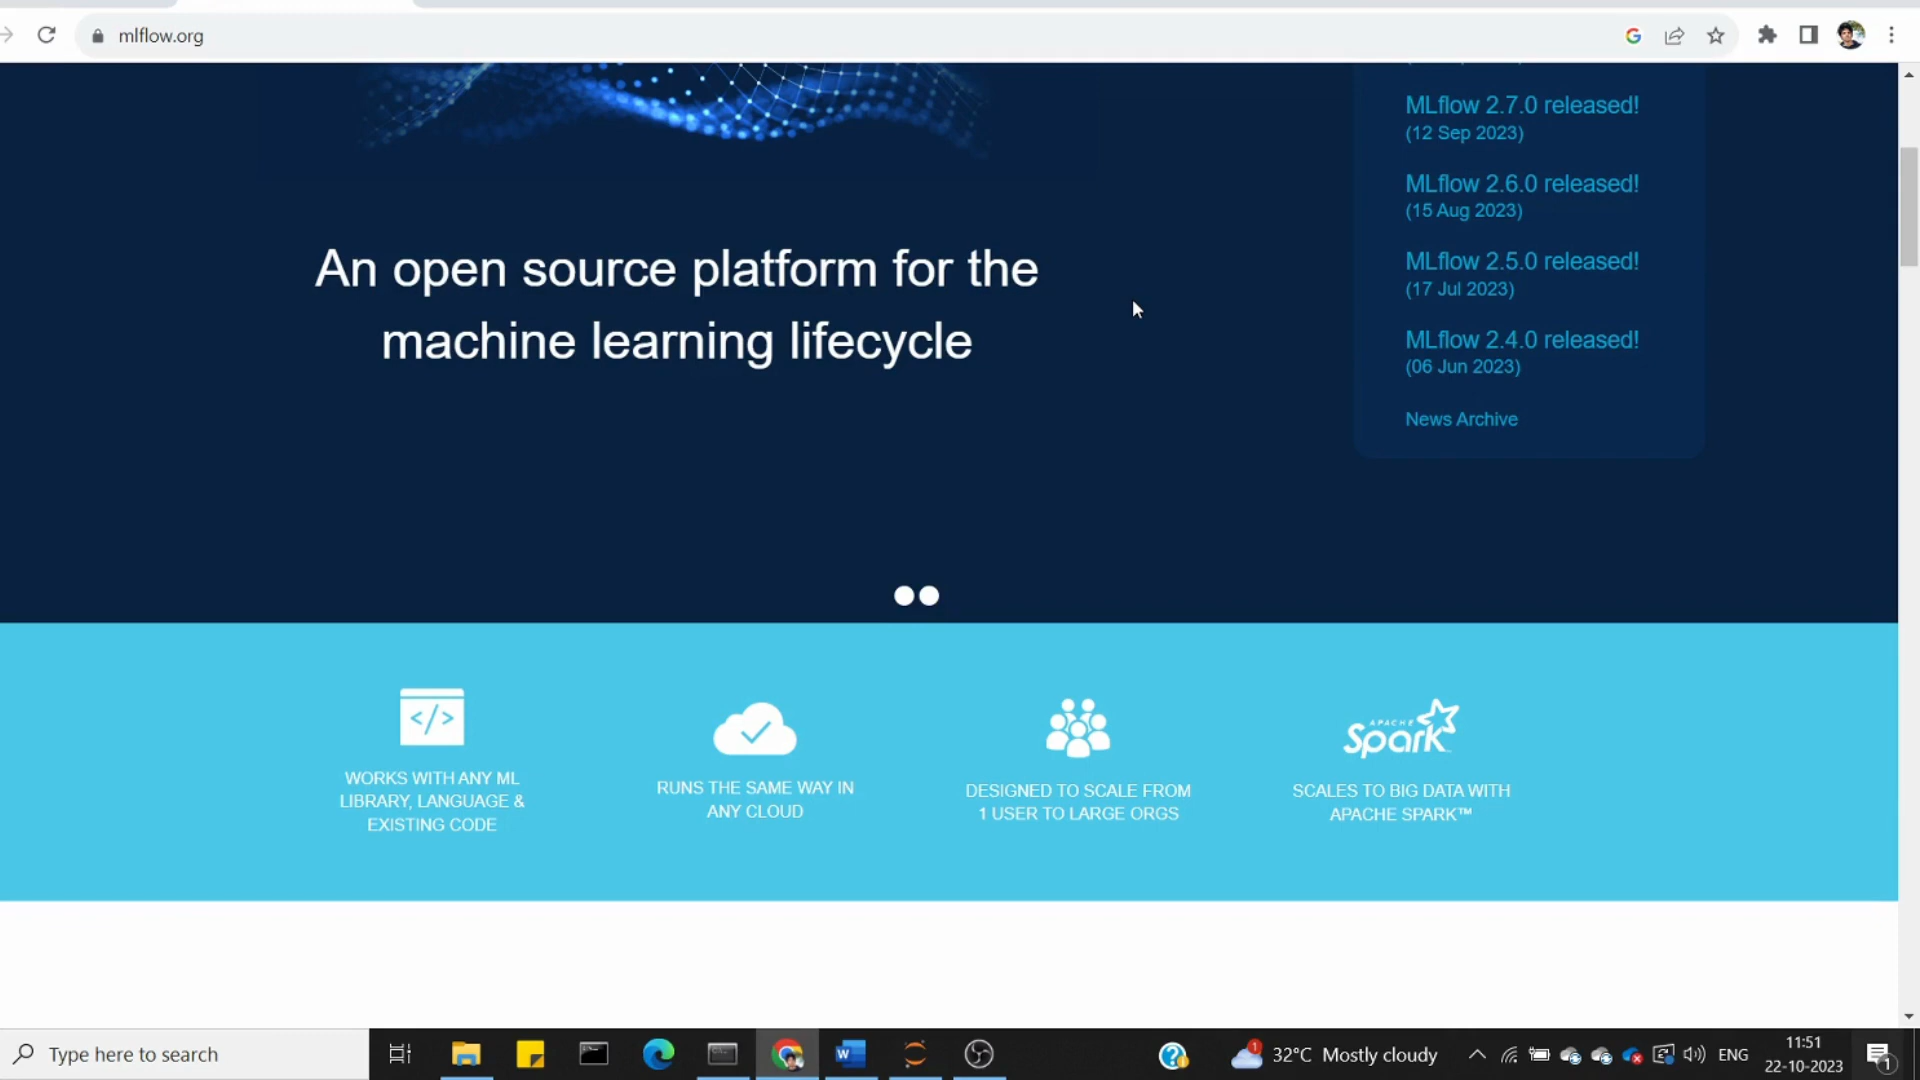 mlflow.org
MLflow 2.7.0 released!
(12 Sep 2023)
MLflow 2.6.0 released!
(15 Aug 2023)
MLflow 2.5.0 released!
(17 Jul 2023)
MLflow 2.4.0 released!
(06 Jun 2023)
News Archive
An open source platform for the
machine learning lifecycle
</>
WORKS WITH ANY ML
LIBRARY, LANGUAGE &
EXISTING CODE
RUNS THE SAME WAY IN
ANY CLOUD
DESIGNED TO SCALE FROM
1 USER TO LARGE ORGS
APACHE
Spark
SCALES TO BIG DATA WITH
APACHE SPARK™
Type here to search
1
32°C Mostly cloudy
ENG
11:51
22-10-2023
1